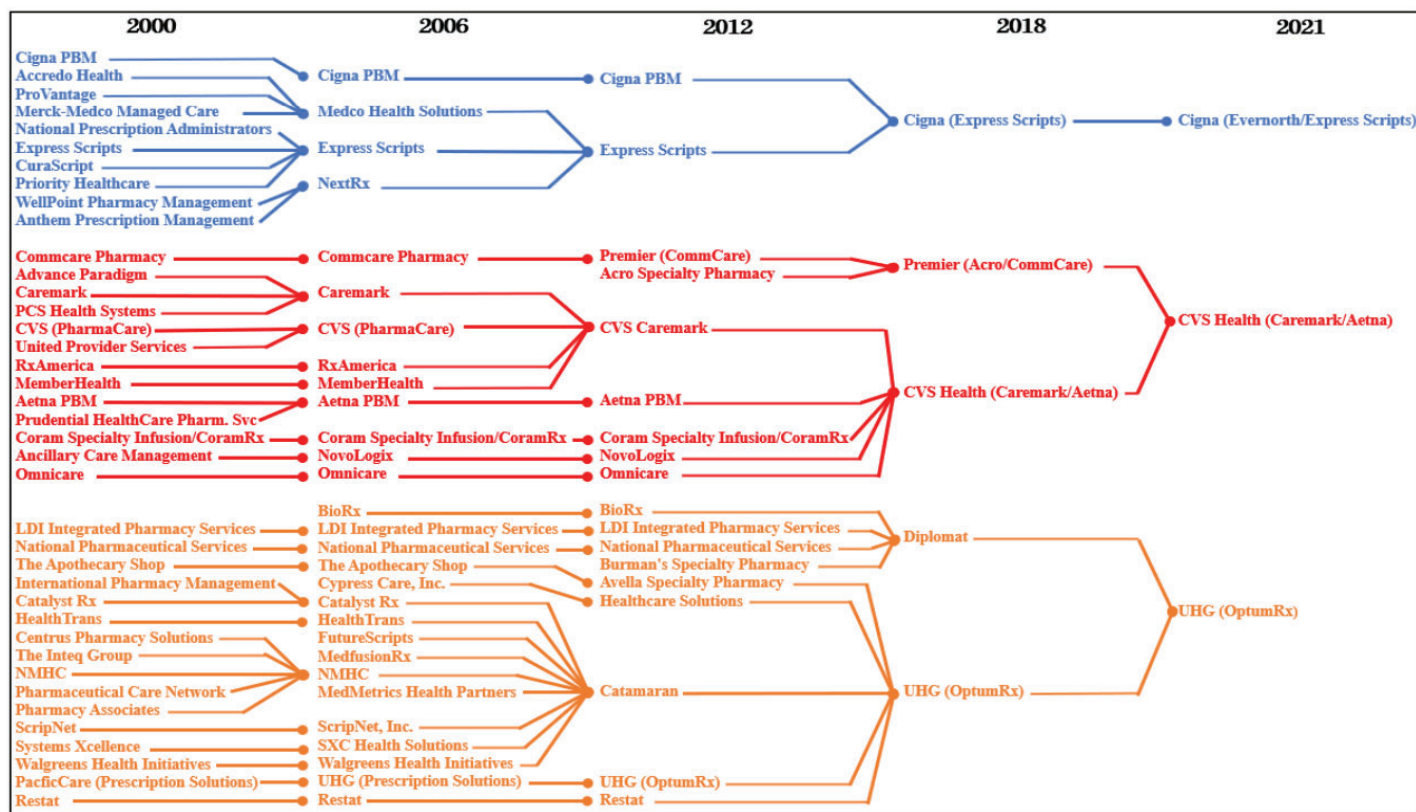 2000 2006 2012 2018 2021
Cigna PBM
Accredo Health
ProVantage
Merck-Medco Managed Care
National Prescription Administrators
Express Scripts
CuraScript
Priority Healthcare
WellPoint Pharmacy Management
Anthem Prescription Management
Cigna PBM
Medco Health Solutions
Express Scripts
NextRx
Cigna PBM
Express Scripts
Cigna (Express Scripts)
Cigna (Evernorth/Express Scripts)
Commcare Pharmacy
Advance Paradigm
Caremark
PCS Health Systems
CVS (PharmaCare)
United Provider Services
RxAmerica
MemberHealth
Aetna PBM
Prudential HealthCare Pharm. Svc
Coram Specialty Infusion/CoramRx
Ancillary Care Management
Omnicare
Commcare Pharmacy
Caremark
CVS (PharmaCare)
RxAmerica
MemberHealth
Aetna PBM
Coram Specialty Infusion/CoramRx
NovoLogix
Omnicare
Premier (CommCare)
Acro Specialty Pharmacy
CVS Caremark
Aetna PBM
Coram Specialty Infusion/CoramRx
NovoLogix
Omnicare
Premier (Acro/CommCare)
CVS Health (Caremark/Aetna)
CVS Health (Caremark/Aetna)
LDI Integrated Pharmacy Services
National Pharmaceutical Services
The Apothecary Shop
International Pharmacy Management
Catalyst Rx
HealthTrans
Centrus Pharmacy Solutions
The Inteq Group
NMHC
Pharmaceutical Care Network
Pharmacy Associates
ScripNet
Systems Xcellence
Walgreens Health Initiatives
PacficCare (Prescription Solutions)
Restat
BioRx
LDI Integrated Pharmacy Services
National Pharmaceutical Services
The Apothecary Shop
Cypress Care, Inc.
Catalyst Rx
HealthTrans
FutureScripts
MedfusionRx
NMHC
MedMetrics Health Partners
ScripNet, Inc.
SXC Health Solutions
Walgreens Health Initiatives
UHG (Prescription Solutions)
Restat
BioRx
LDI Integrated Pharmacy Services
National Pharmaceutical Services
Burman's Specialty Pharmacy
Avella Specialty Pharmacy
Healthcare Solutions
Catamaran
UHG (OptumRx)
Restat
Diplomat
UHG (OptumRx)
UHG (OptumRx)